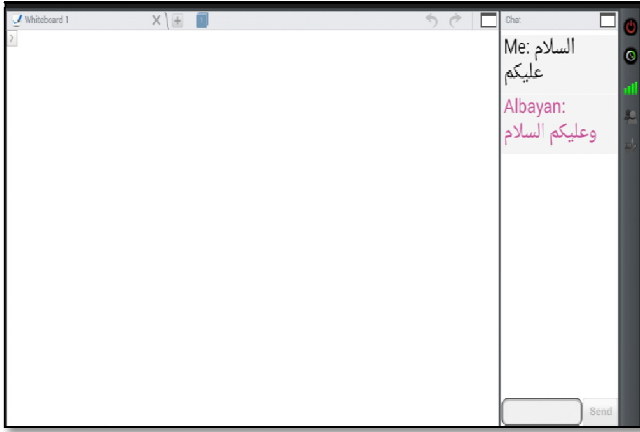 Whiteboard 1
Chat
Me: السلام
عليكم
Albayan:
وعليكم السلام
Send